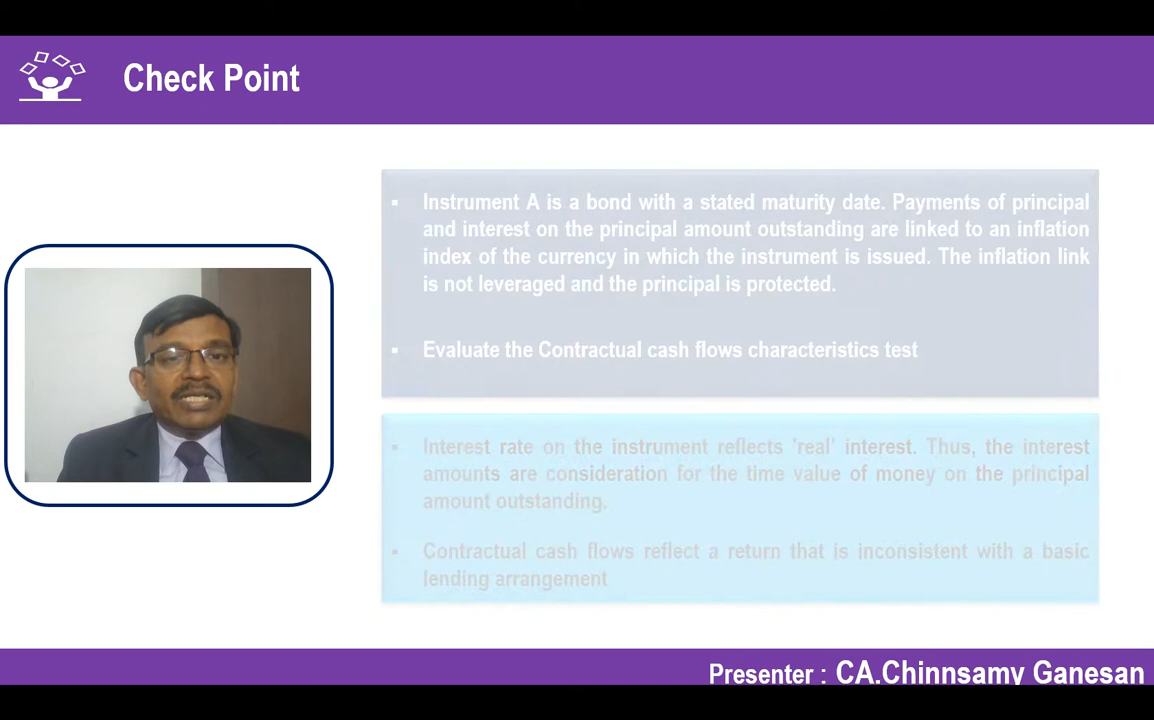 Check Point
▪ Instrument A is a bond with a stated maturity date. Payments of principal
and interest on the principal amount outstanding are linked to an inflation
index of the currency in which the instrument is issued. The inflation link
is not leveraged and the principal is protected.
▪ Evaluate the Contractual cash flows characteristics test
▪ Interest rate on the instrument reflects 'real' interest. Thus, the interest
amounts are consideration for the time value of money on the principal
amount outstanding.
▪ Contractual cash flows reflect a return that is inconsistent with a basic
lending arrangement
Presenter : CA.Chinnsamy Ganesan